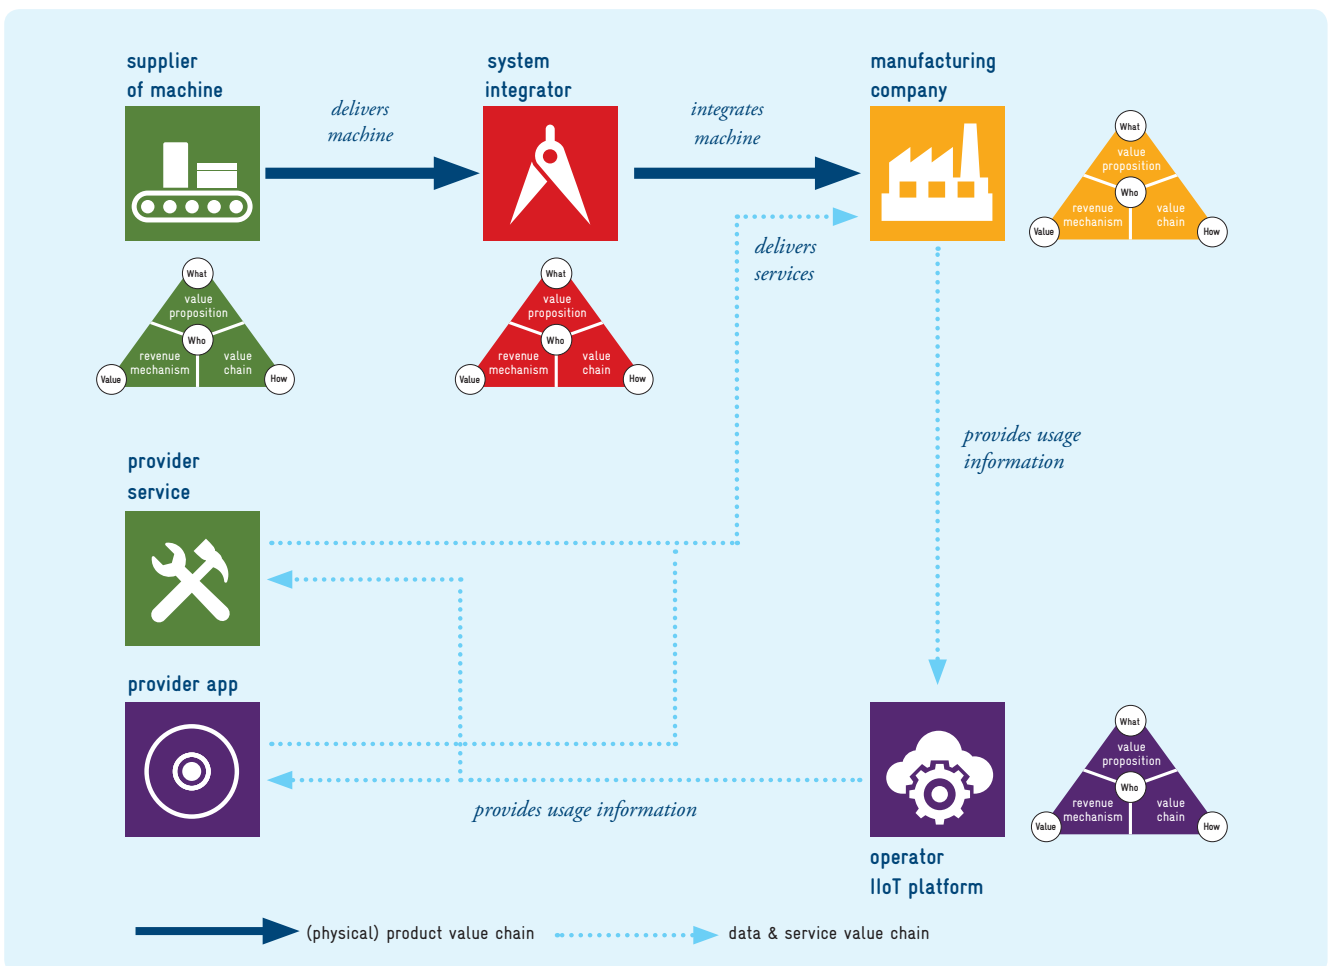 supplier
of machine
delivers
machine
system
integrator
integrates
machine
manufacturing
company
What
value
proposition
Who
revenue
mechanism
value
chain
Value
How
delivers
services
What
value
proposition
Who
revenue
mechanism
value
chain
Value
How
What
value
proposition
Who
revenue
mechanism
value
chain
Value
How
provides usage
information
provider
service
provider app
provides usage information
What
value
proposition
Who
revenue
mechanism
value
chain
Value
How
operator
IIoT platform
(physical) product value chain
data & service value chain